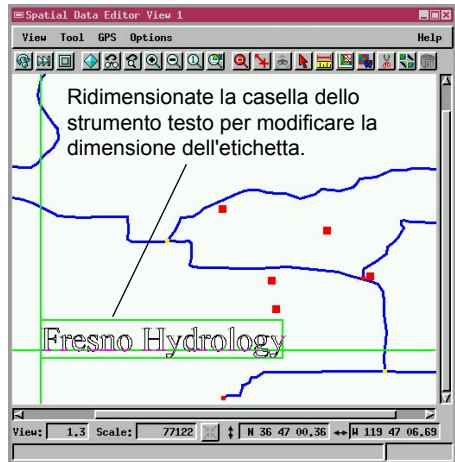 Spatial Data Editor View 1
View Tool GPS Options Help
Ridimensionate la casella dello
strumento testo per modificare la
dimensione dell'etichetta.
Fresno Hydrology
View: 1.3 Scale: 77122 N 36 47 00.36 W 119 47 06.69